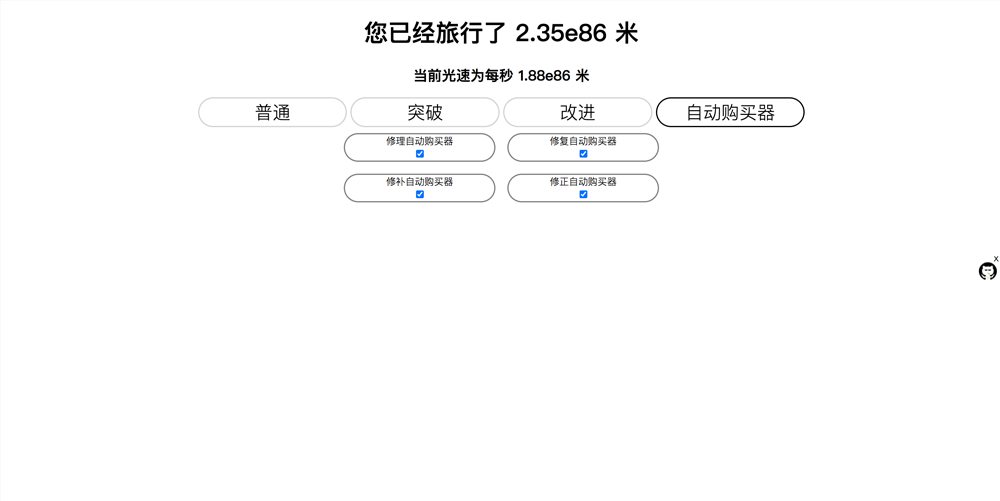 您已经旅行了 2.35e86 米
当前光速为每秒 1.88e86 米
普通 突破 改进 自动购买器
修理自动购买器 修复自动购买器
修补自动购买器 修正自动购买器
x